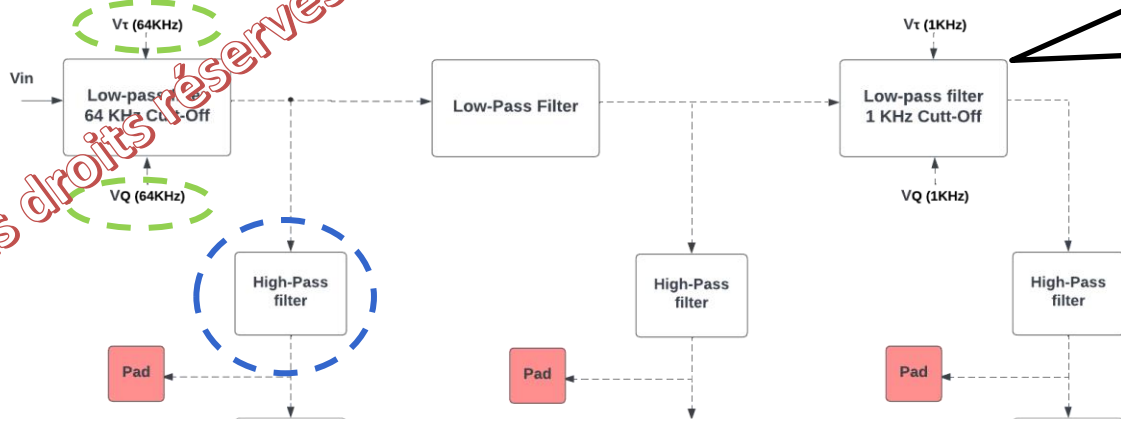 Vτ (64KHz)
Vτ (1KHz)
Vin
Low-pass
64 KHz Cutt-Off
Low-Pass Filter
Low-pass filter
1 KHz Cutt-Off
droits réservés
VQ (64KHz)
VQ (1KHz)
High-Pass
filter
High-Pass
filter
High-Pass
filter
Pad
Pad
Pad